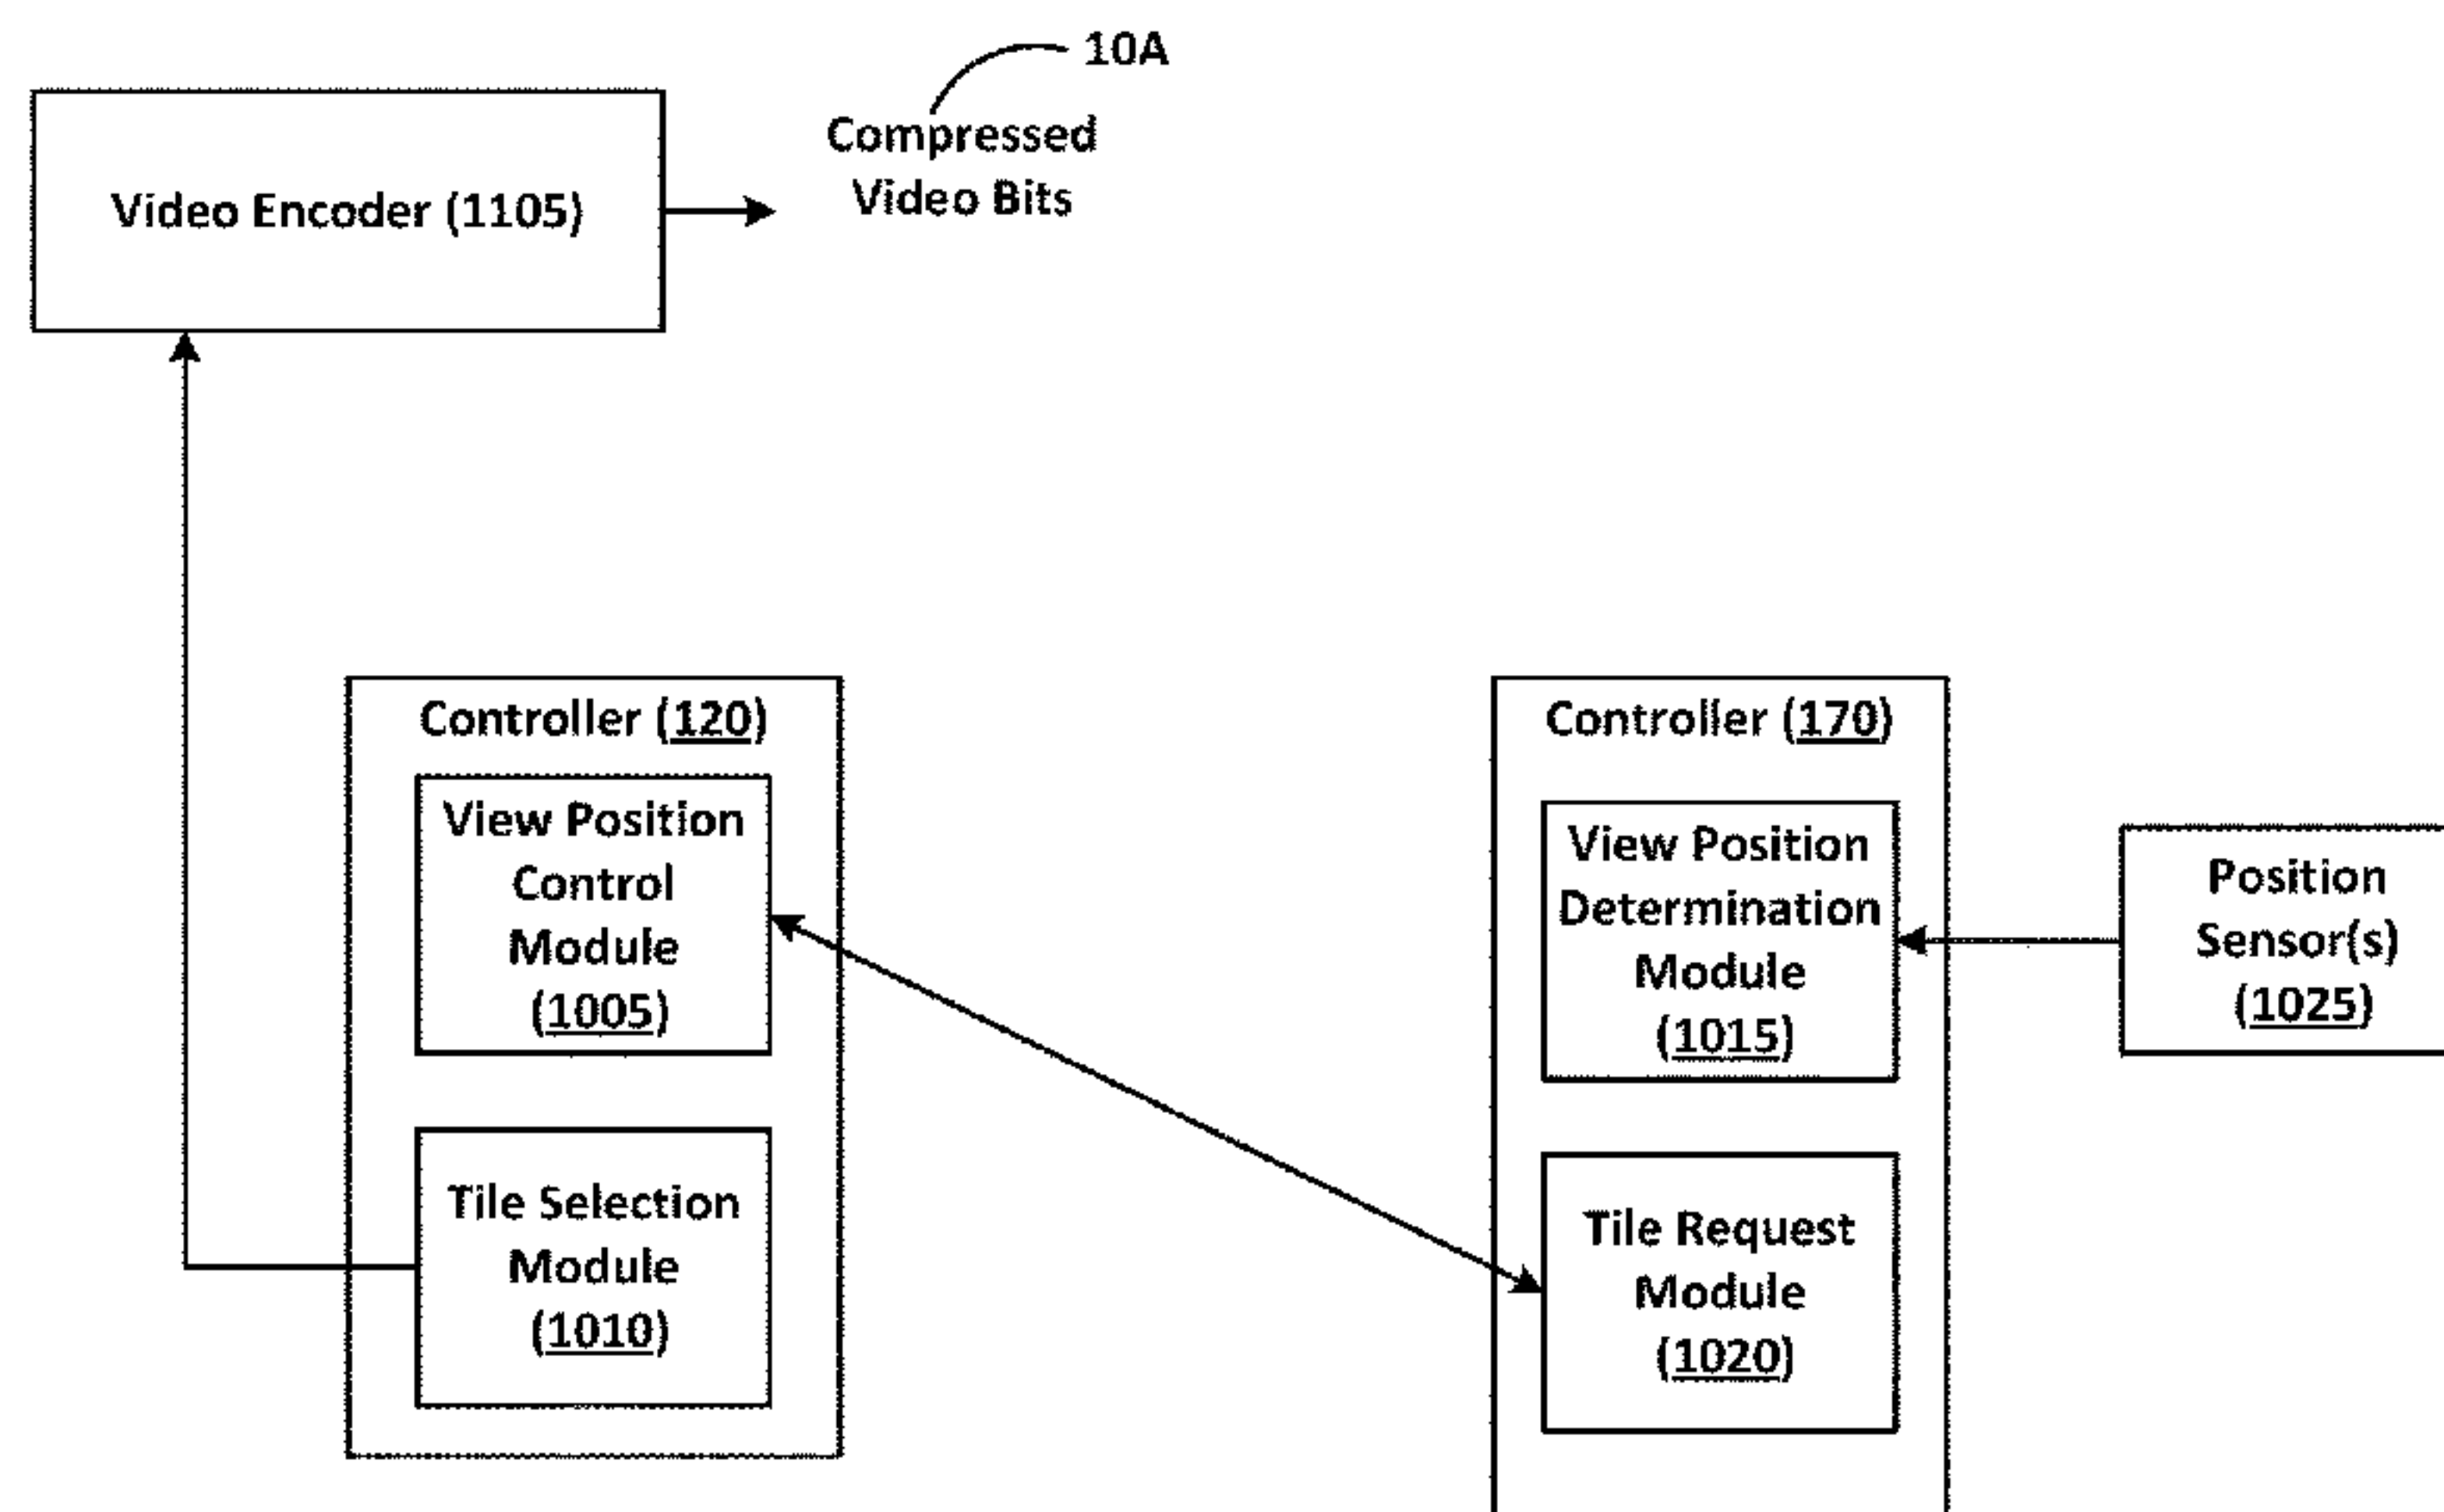 10A
Compressed
Video Bits
Video Encoder (1105)
Controller (120)
View Position
Control
Module
(1005)
Tile Selection
Module
(1010)
Controller (170)
View Position
Determination
Module
(1015)
Tile Request
Module
(1020)
Position
Sensor(s)
(1025)